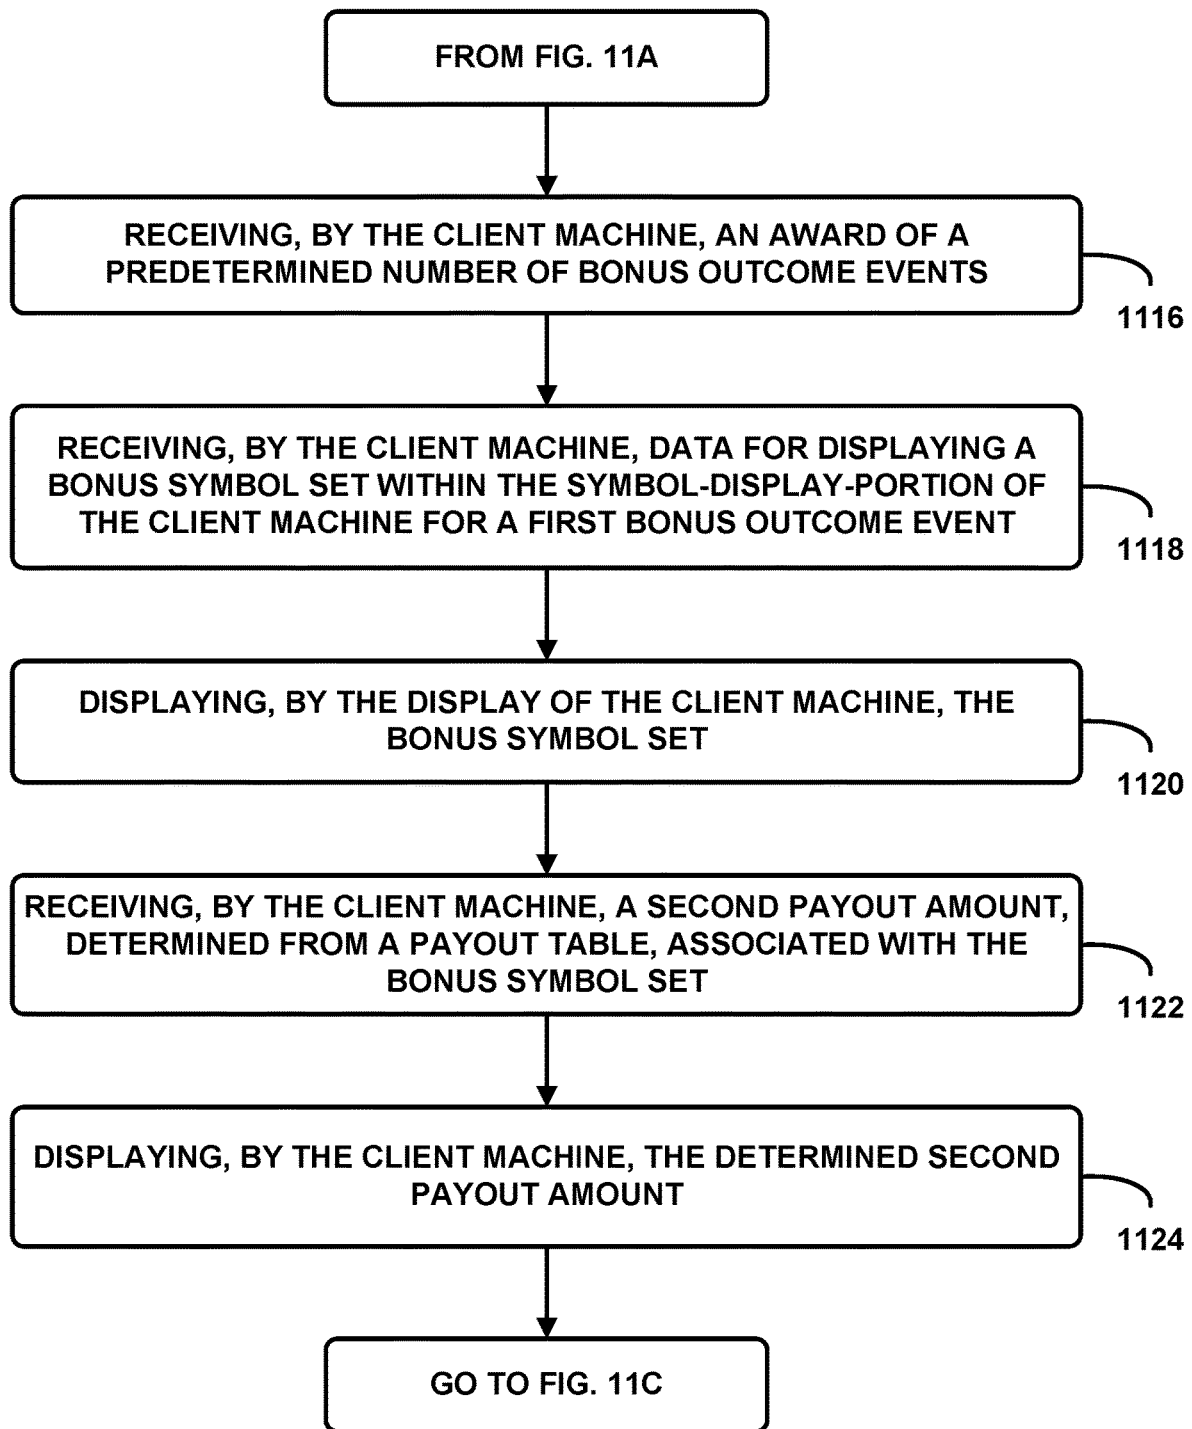 FROM FIG. 11A
RECEIVING, BY THE CLIENT MACHINE, AN AWARD OF A
PREDETERMINED NUMBER OF BONUS OUTCOME EVENTS
1116
RECEIVING, BY THE CLIENT MACHINE, DATA FOR DISPLAYING A
BONUS SYMBOL SET WITHIN THE SYMBOL-DISPLAY-PORTION OF
THE CLIENT MACHINE FOR A FIRST BONUS OUTCOME EVENT
1118
DISPLAYING, BY THE DISPLAY OF THE CLIENT MACHINE, THE
BONUS SYMBOL SET
1120
RECEIVING, BY THE CLIENT MACHINE, A SECOND PAYOUT AMOUNT,
DETERMINED FROM A PAYOUT TABLE, ASSOCIATED WITH THE
BONUS SYMBOL SET
1122
DISPLAYING, BY THE CLIENT MACHINE, THE DETERMINED SECOND
PAYOUT AMOUNT
1124
GO TO FIG. 11C